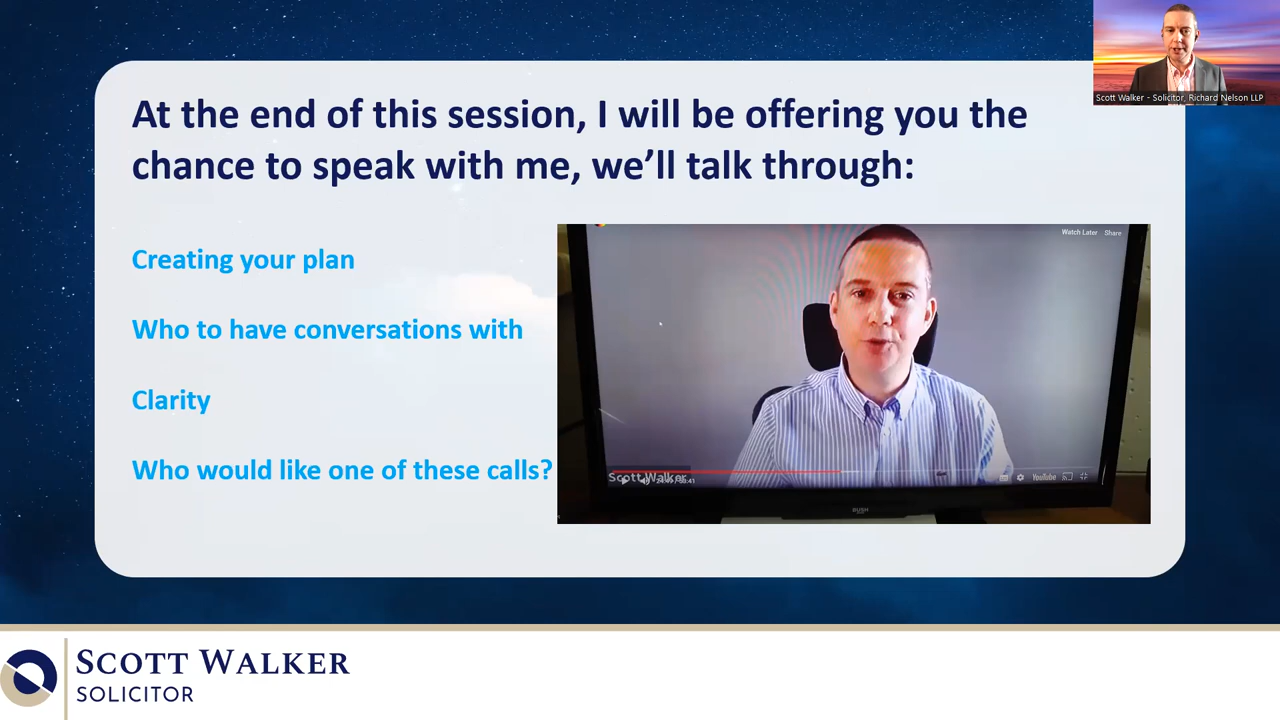 Scott Walker - Solicitor, Richard Nelson LLP
At the end of this session, I will be offering you the
chance to speak with me, we’ll talk through:
Creating your plan
Who to have conversations with
Clarity
Who would like one of these calls?
Watch Later Share
Scott Walker
YouTube
BUSH
SCOTT WALKER
SOLICITOR